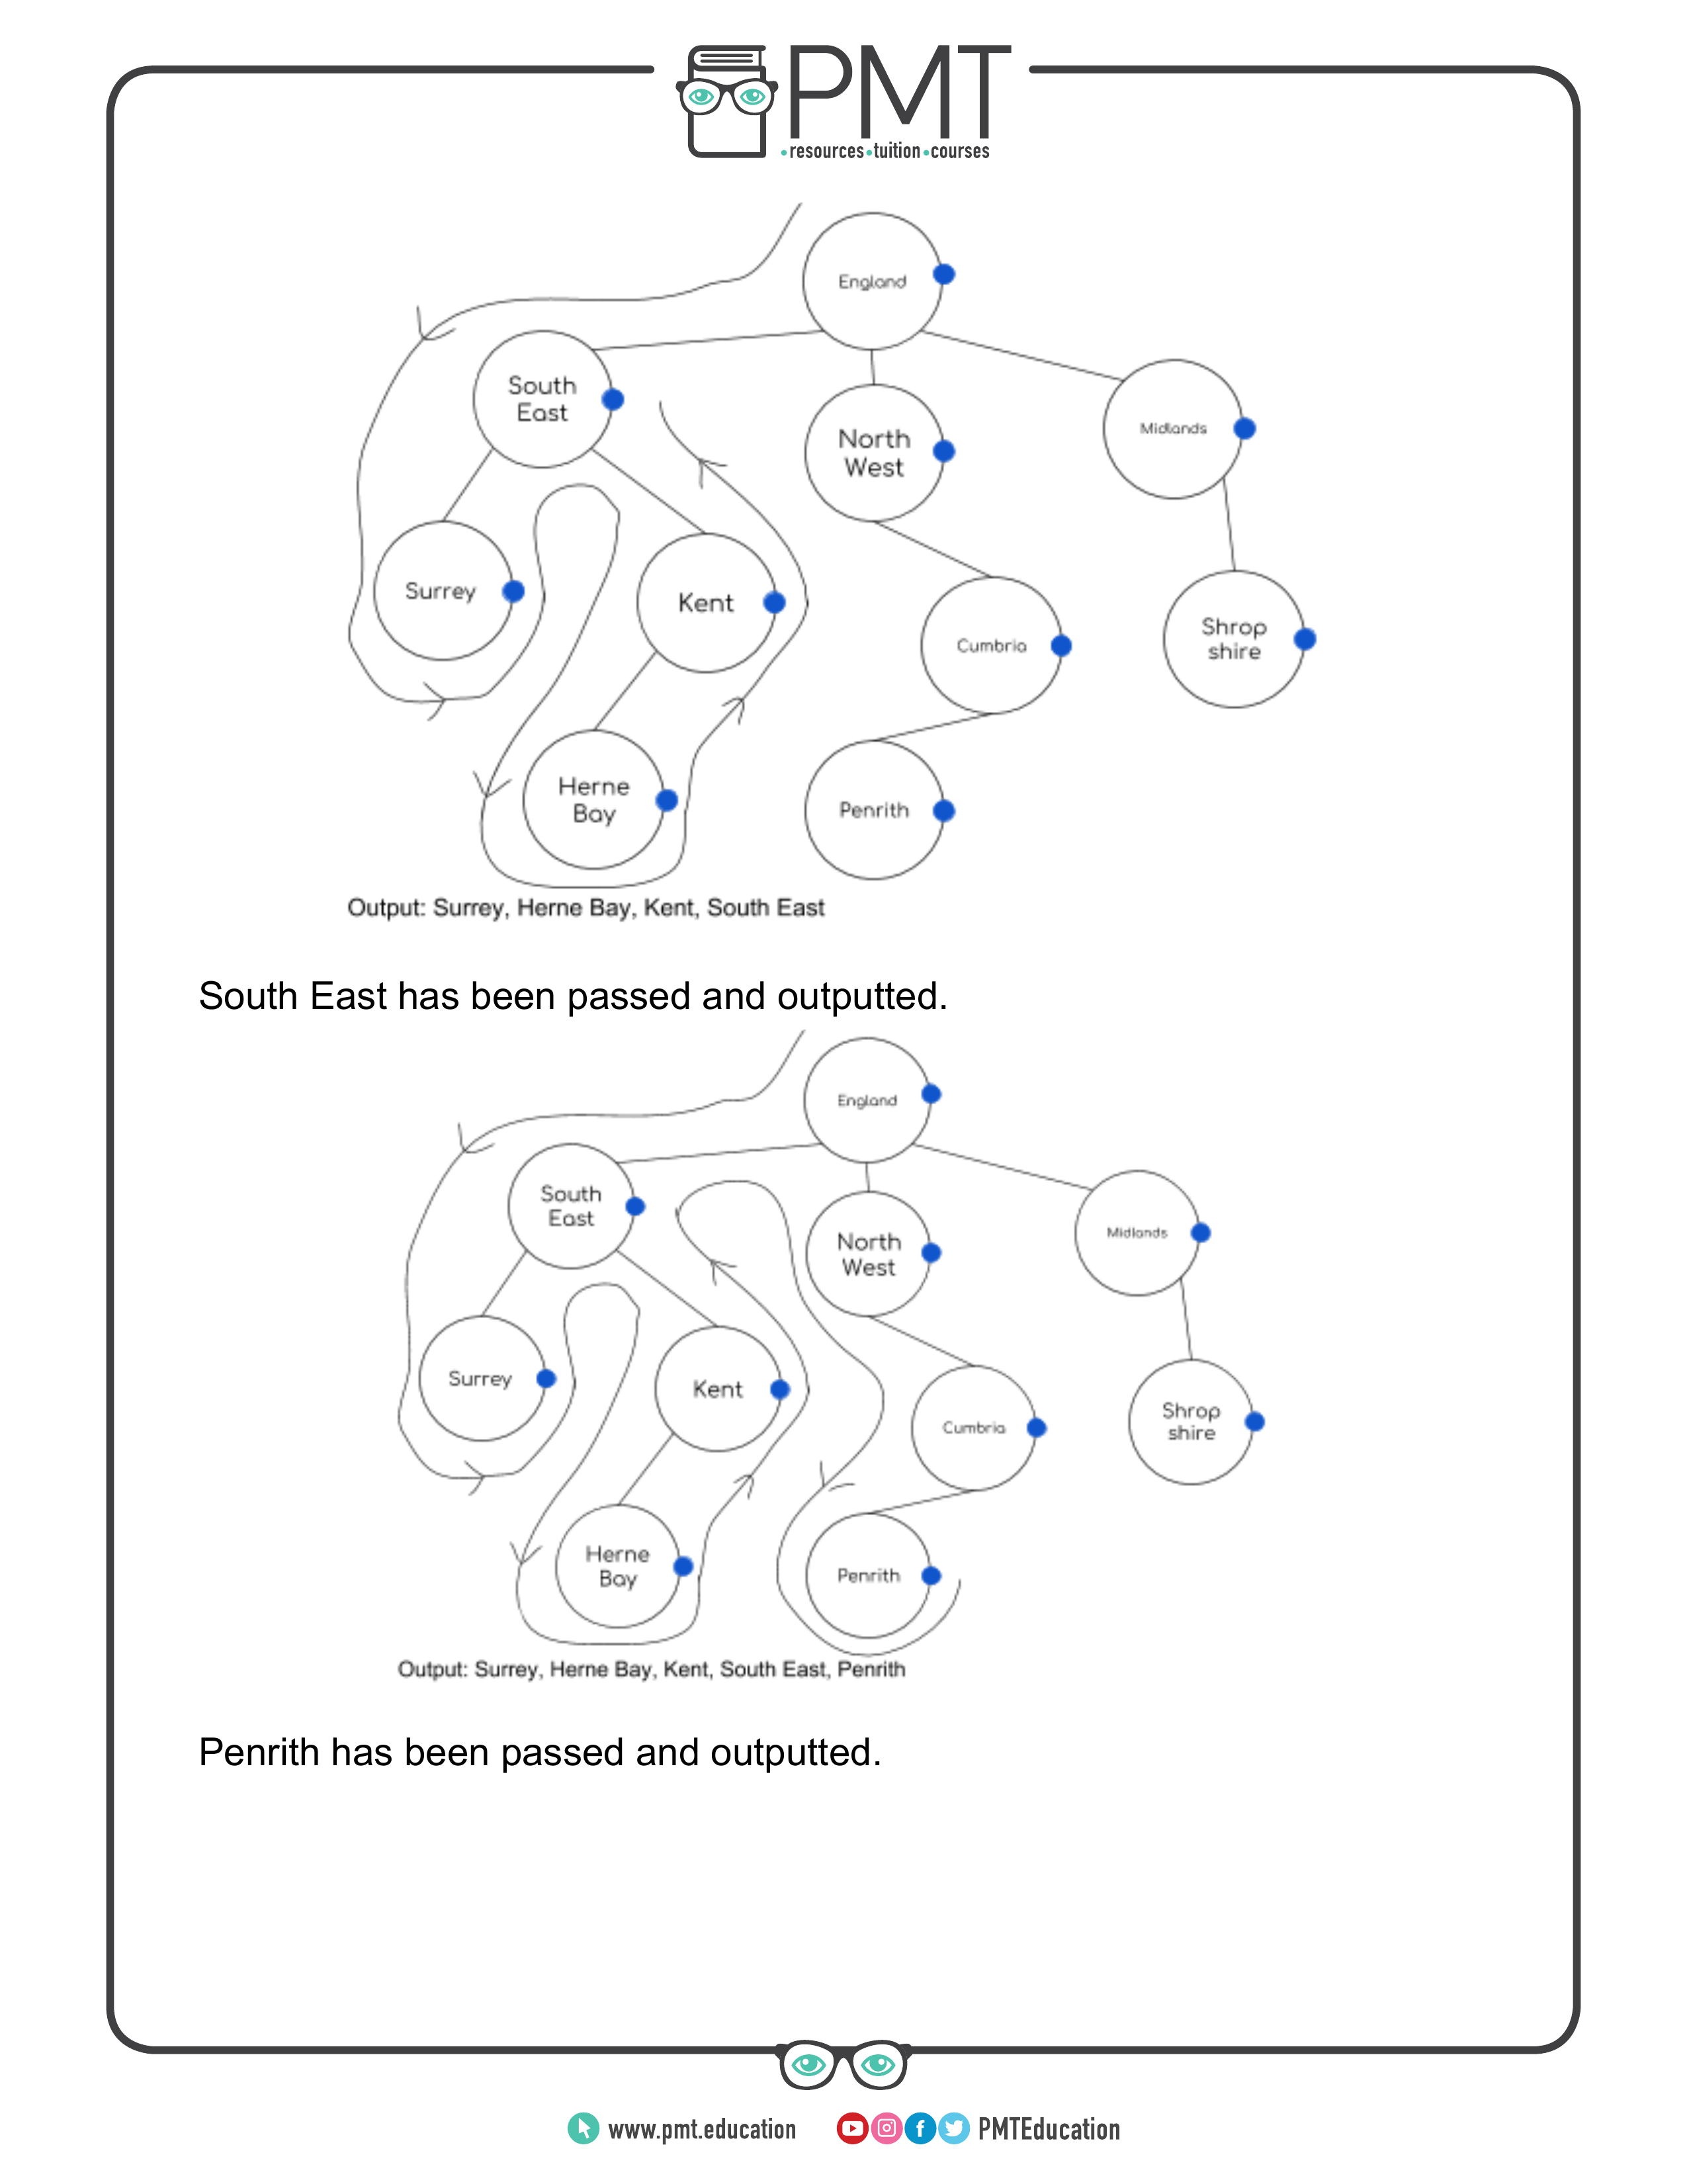 PMT
•resources•tuition•courses
England
South
East
North
West
Midlands
Surrey
Kent
Cumbria
Shrop
shire
Herne
Bay
Penrith
Output: Surrey, Herne Bay, Kent, South East
South East has been passed and outputted.
England
South
East
North
West
Midlands
Surrey
Kent
Cumbria
Shrop
shire
Herne
Bay
Penrith
Output: Surrey, Herne Bay, Kent, South East, Penrith
Penrith has been passed and outputted.
www.pmt.education
PMTEducation